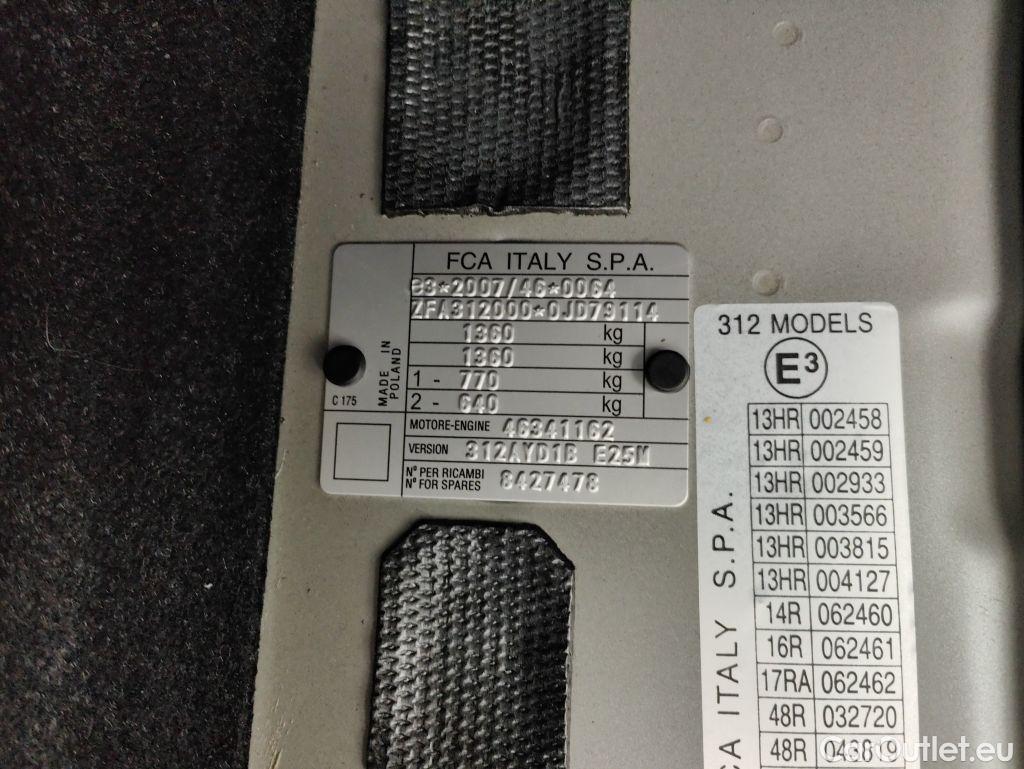 FCA ITALY S.P.A.
e3*2007/46*0064
ZFA312000*0JD79114
1360 kg
1360 kg
1 - 770 kg
2 - 640 kg
MADE IN
POLAND
C 175
MOTORE-ENGINE 46341162
VERSION 312AYD1B E25M
N° PER RICAMBI
N° FOR SPARES 8427478
312 MODELS
E3
13HR 002458
13HR 002459
13HR 002933
13HR 003566
13HR 003815
13HR 004127
14R 062460
16R 062461
17RA 062462
48R 032720
48R
CA ITALY S.P.A.
CarOutlet.eu